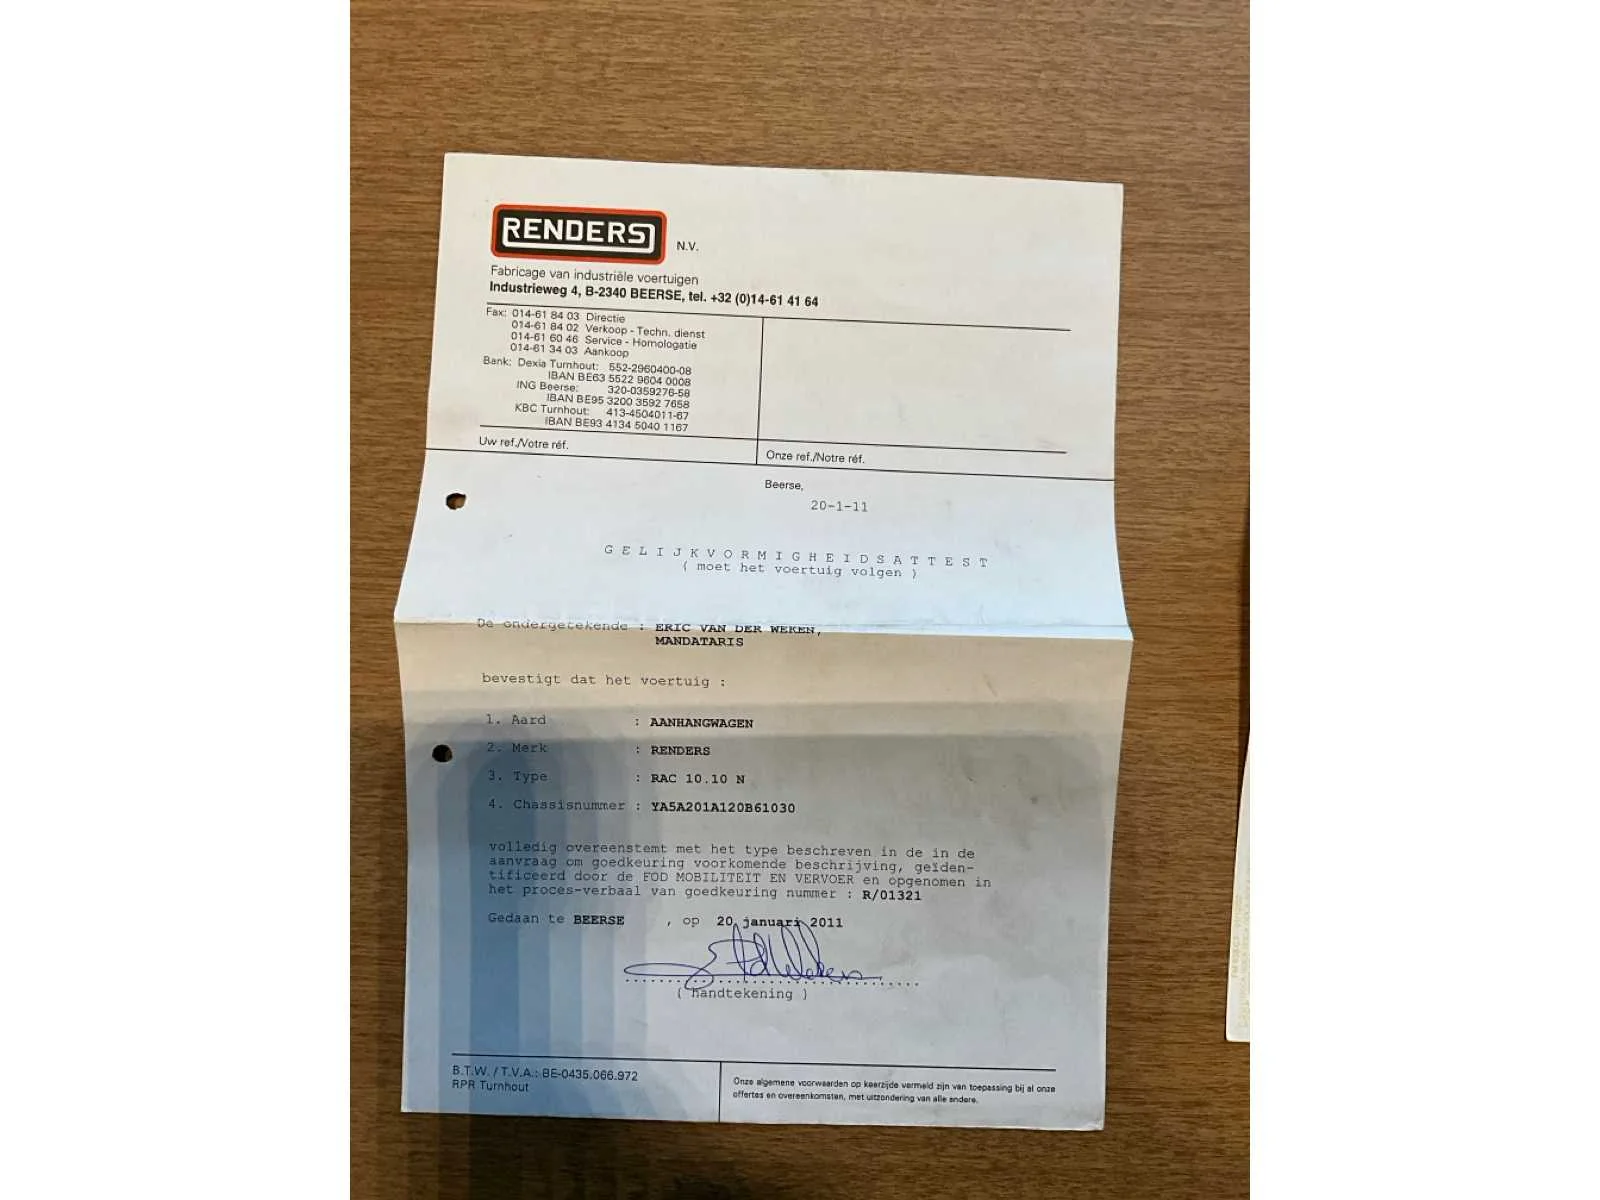 RENDERS N.V.
Fabricage van industriële voertuigen
Industrieweg 4, B-2340 BEERSE, tel. +32 (0)14-61 41 64
Fax: 014-61 84 03 Directie
014-61 84 02 Verkoop - Techn. dienst
014-61 60 46 Service - Homologatie
014-61 34 03 Aankoop
Bank: Dexia Turnhout: 552-2960400-08
IBAN BE63 5522 9604 0008
ING Beerse: 320-0359276-58
IBAN BE95 3200 3592 7658
KBC Turnhout: 413-4504011-67
IBAN BE93 4134 5040 1167
Uw ref./Votre réf.
Onze ref./Notre réf.
Beerse,
20-1-11
G E L I J K V O R M I G H E I D S A T T E S T
( moet het voertuig volgen )
De ondergetekende : ERIC VAN DER WEKEN,
MANDATARIS
bevestigt dat het voertuig :
1. Aard : AANHANGWAGEN
2. Merk : RENDERS
3. Type : RAC 10.10 N
4. Chassisnummer : YA5A201A120B61030
volledig overeenstemt met het type beschreven in de in de
aanvraag om goedkeuring voorkomende beschrijving, geïden-
tificeerd door de FOD MOBILITEIT EN VERVOER en opgenomen in
het proces-verbaal van goedkeuring nummer : R/01321
Gedaan te BEERSE , op 20 januari 2011
( handtekening )
B.T.W. / T.V.A.: BE-0435.066.972
RPR Turnhout
Onze algemene voorwaarden op keerzijde vermeld zijn van toepassing bij al onze
offertes en overeenkomsten, met uitzondering van alle andere.